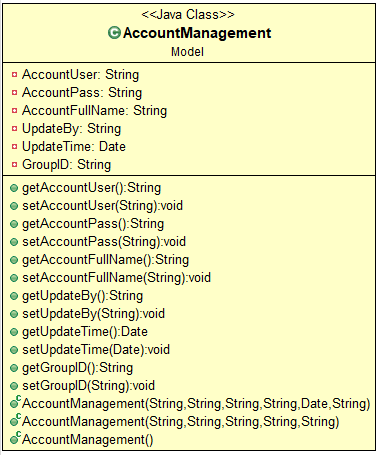 <<Java Class>>
AccountManagement
Model
AccountUser: String
AccountPass: String
AccountFullName: String
UpdateBy: String
UpdateTime: Date
GroupID: String
getAccountUser():String
setAccountUser(String):void
getAccountPass():String
setAccountPass(String):void
getAccountFullName():String
setAccountFullName(String):void
getUpdateBy():String
setUpdateBy(String):void
getUpdateTime():Date
setUpdateTime(Date):void
getGroupID():String
setGroupID(String):void
AccountManagement(String,String,String,String,Date,String)
AccountManagement(String,String,String,String,String)
AccountManagement()